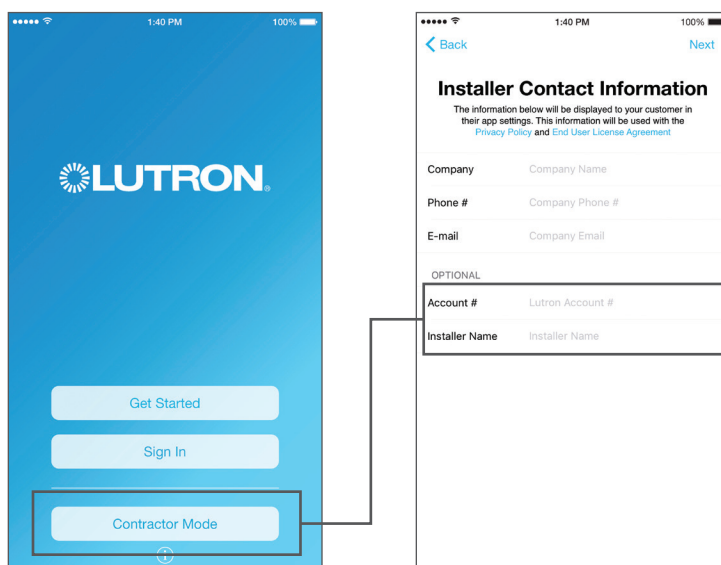 1:40 PM 100%
LUTRON®
Get Started
Sign In
Contractor Mode
1:40 PM 100%
Back Next
Installer Contact Information
The information below will be displayed to your customer in
their app settings. This information will be used with the
Privacy Policy and End User License Agreement
Company Company Name
Phone # Company Phone #
E-mail Company Email
OPTIONAL
Account # Lutron Account #
Installer Name Installer Name